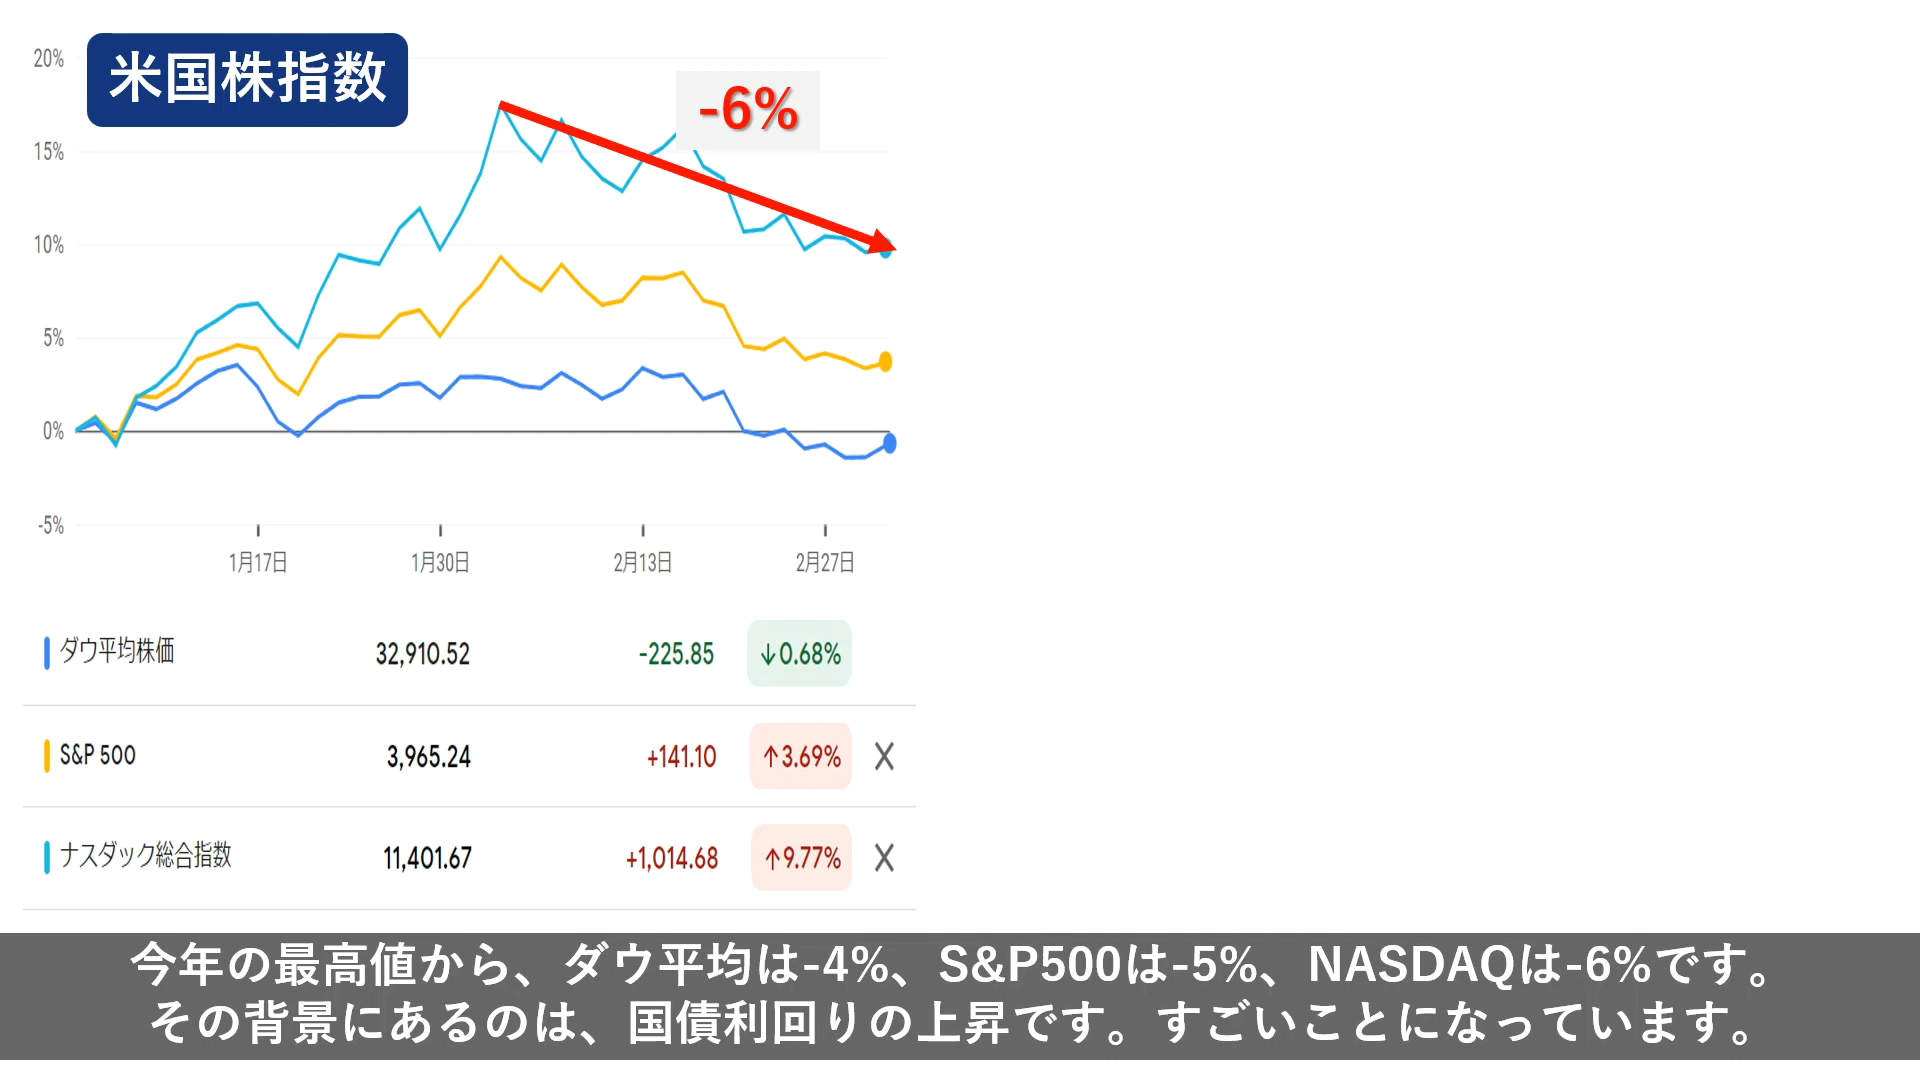 米国株指数
-6%
20%
15%
10%
5%
0%
-5%
1月17日 1月30日 2月13日 2月27日
ダウ平均株価 32,910.52 -225.85 ↓0.68%
S&P 500 3,965.24 +141.10 ↑3.69% X
ナスダック総合指数 11,401.67 +1,014.68 ↑9.77% X
今年の最高値から、ダウ平均は-4%、S&P500は-5%、NASDAQは-6%です。
その背景にあるのは、国債利回りの上昇です。すごいことになっています。